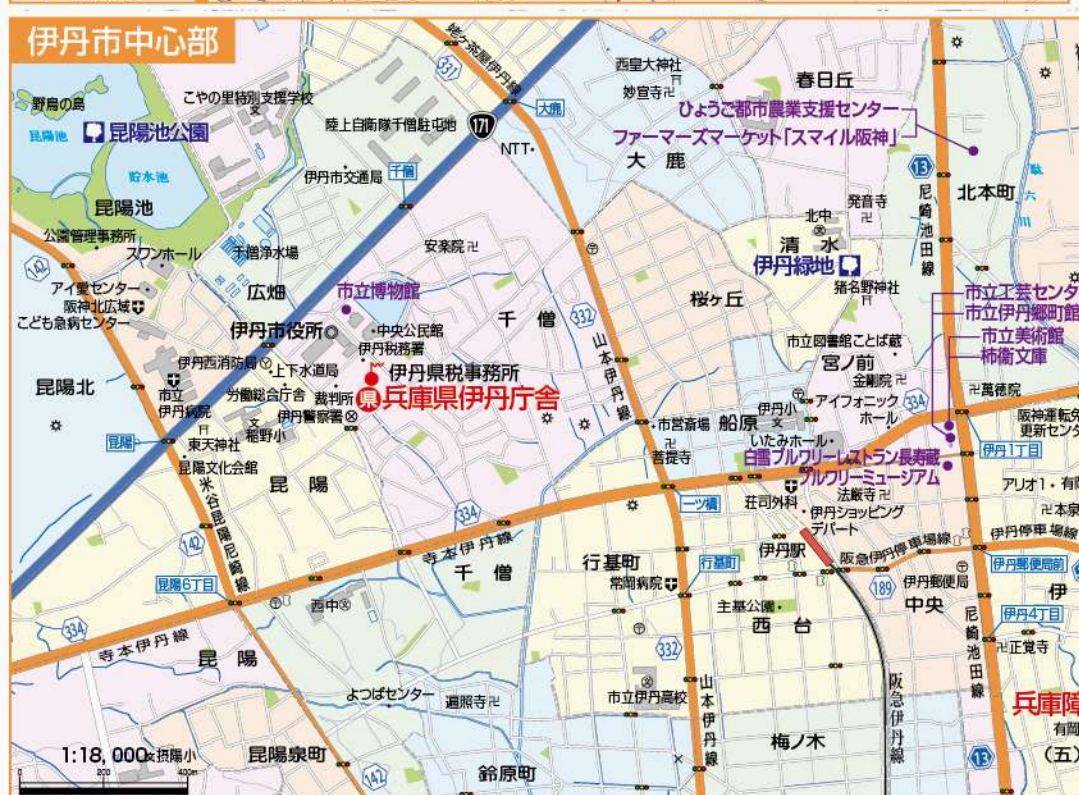 伊丹市中心部
野鳥の島
昆陽池
昆陽池公園
貯水池
昆陽池
こやの里特別支援学校
陸上自衛隊千僧駐屯地
伊丹市交通局
千僧
171
331
姥ケ茶屋伊丹線
大鹿
NTT
西皇大神社
妙宣寺
春日丘
ひょうご都市農業支援センター
ファーマーズマーケット「スマイル阪神」
大鹿
13
尼崎池田線
北本町
駄六川
発音寺
北中
清水
伊丹緑地
猪名野神社
公園管理事務所
142
スワンホール
千僧浄水場
安楽院
アイ愛センター
阪神北広域
こども急病センター
広畑
市立博物館
千僧
332
山本伊丹線
桜ヶ丘
伊丹市役所
中央公民館
伊丹税務署
伊丹西消防局
上下水道局
伊丹県税事務所
県
兵庫県伊丹庁舎
昆陽北
市立
伊丹病院
労働総合庁舎
裁判所
伊丹警察署
東天神社
稲野小
昆陽
昆陽文化会館
昆陽
米谷昆陽尼崎線
142
市立工芸センタ
市立伊丹郷町館
市立美術館
柿衞文庫
市立図書館ことば蔵
宮ノ前
金剛院
萬徳院
334
アイフォニック
ホール
伊丹小
市営斎場
船原
いたみホール
菩提寺
白雪ブルワリーレストラン長寿蔵
ブルワリーミュージアム
阪神運転免
更新センタ
伊丹1丁目
アリオ1・有岡
本泉
一ツ橋
荘司外科
法厳寺
伊丹ショッピング
デパート
334
寺本伊丹線
千僧
行基町
常岡病院
行基町
伊丹駅
阪急伊丹停車場線
伊丹停車場線
伊丹郵便局前
189
伊丹郵便局
中央
伊
昆陽6丁目
西中
主基公園
西台
伊丹4丁目
正覚寺
尼崎池田線
334
寺本伊丹線
昆陽
332
市立伊丹高校
山本伊丹線
阪急伊丹線
よつばセンター
遍照寺
兵庫障
有岡
(五)
13
梅ノ木
1:18,000
摂陽小
0 200 400m
昆陽泉町
142
鈴原町